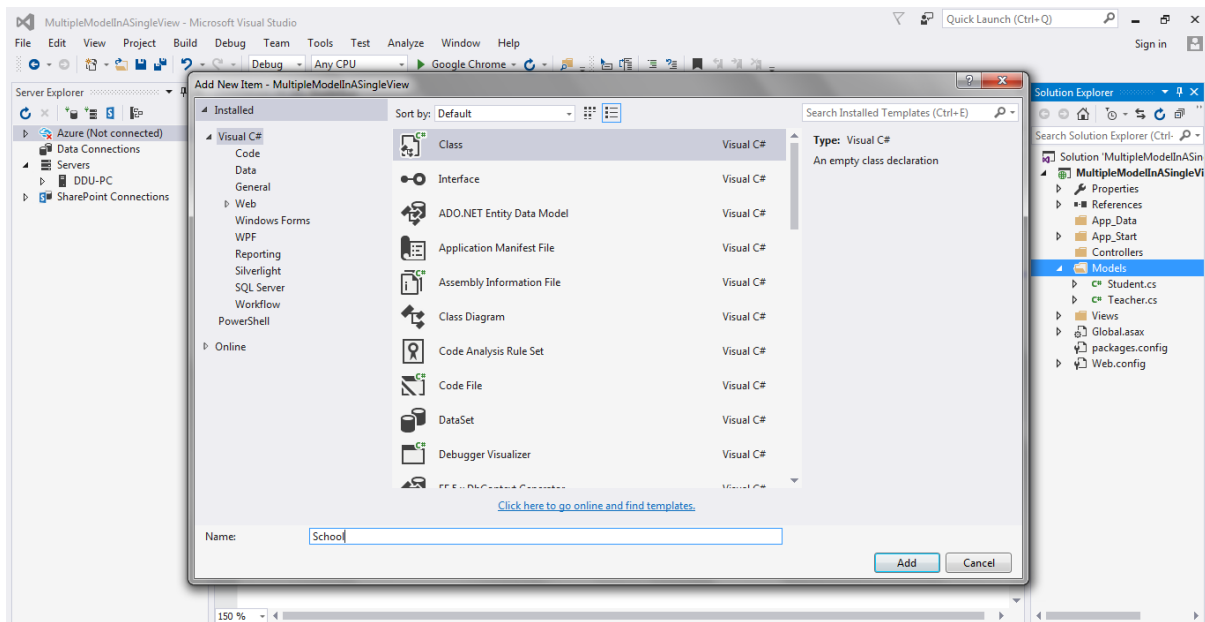 MultipleModelInASingleView - Microsoft Visual Studio
Quick Launch (Ctrl+Q)
File Edit View Project Build Debug Team Tools Test Analyze Window Help
Sign in
Debug Any CPU Google Chrome
Server Explorer
Azure (Not connected)
Data Connections
Servers
DDU-PC
SharePoint Connections
Add New Item - MultipleModelInASingleView
Installed
Visual C#
Code
Data
General
Web
Windows Forms
WPF
Reporting
Silverlight
SQL Server
Workflow
PowerShell
Online
Sort by: Default
Search Installed Templates (Ctrl+E)
Class Visual C#
Interface Visual C#
ADO.NET Entity Data Model Visual C#
Application Manifest File Visual C#
Assembly Information File Visual C#
Class Diagram Visual C#
Code Analysis Rule Set Visual C#
Code File Visual C#
DataSet Visual C#
Debugger Visualizer Visual C#
EF 5.x DbContext Generator Visual C#
Type: Visual C#
An empty class declaration
Click here to go online and find templates.
Name: School
Add Cancel
Solution Explorer
Search Solution Explorer (Ctrl-
Solution 'MultipleModelInASin
MultipleModelInASingleVi
Properties
References
App_Data
App_Start
Controllers
Models
C# Student.cs
C# Teacher.cs
Views
Global.asax
packages.config
Web.config
150 %